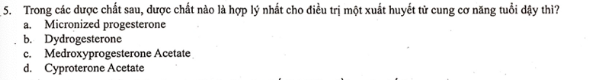 5. Trong các dược chất sau, dược chất nào là hợp lý nhất cho điều trị một xuất huyết tử cung cơ năng tuổi dậy thì?
a. Micronized progesterone
b. Dydrogesterone
c. Medroxyprogesterone Acetate
d. Cyproterone Acetate